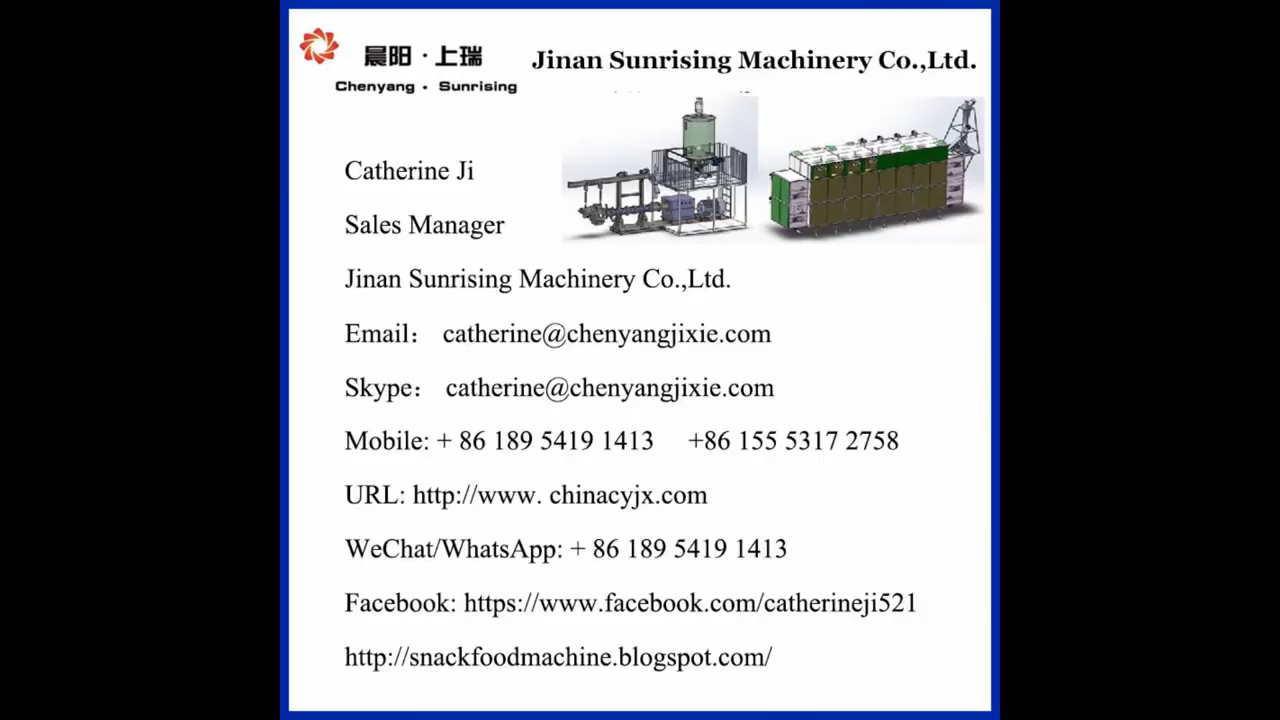 晨阳·上瑞
Chenyang · Sunrising
Jinan Sunrising Machinery Co.,Ltd.
Catherine Ji
Sales Manager
Jinan Sunrising Machinery Co.,Ltd.
Email： catherine@chenyangjixie.com
Skype： catherine@chenyangjixie.com
Mobile: + 86 189 5419 1413 +86 155 5317 2758
URL: http://www. chinacyjx.com
WeChat/WhatsApp: + 86 189 5419 1413
Facebook: https://www.facebook.com/catherineji521
http://snackfoodmachine.blogspot.com/